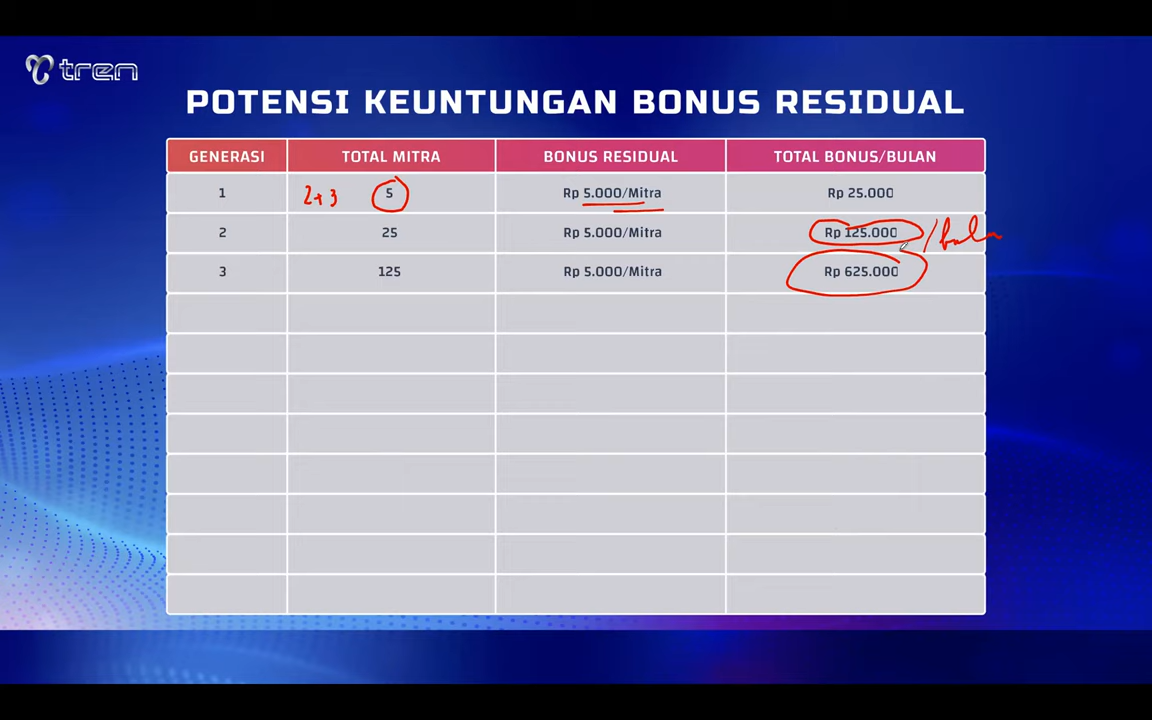 tren
POTENSI KEUNTUNGAN BONUS RESIDUAL
GENERASI TOTAL MITRA BONUS RESIDUAL TOTAL BONUS/BULAN
1 2+3 5 Rp 5.000/Mitra Rp 25.000
2 25 Rp 5.000/Mitra Rp 125.000 /bulan
3 125 Rp 5.000/Mitra Rp 625.000